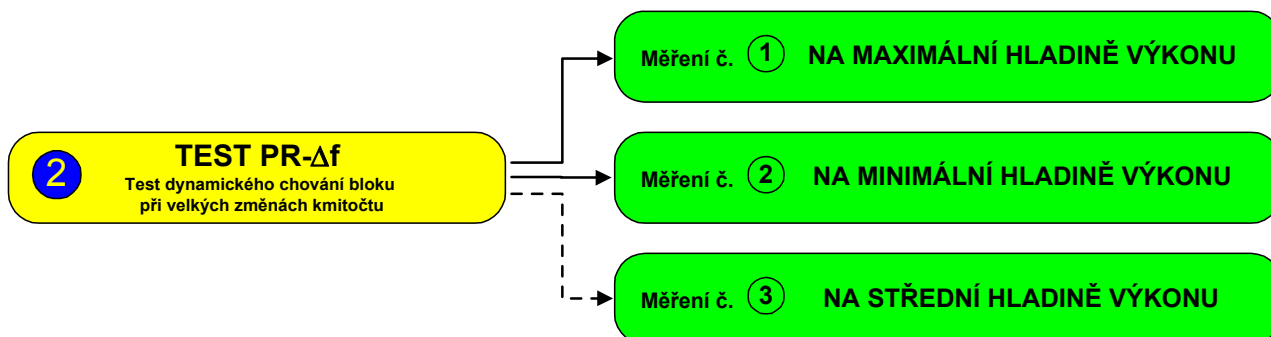 2
TEST PR-Δf
Test dynamického chování bloku
při velkých změnách kmitočtu
Měření č. 1 NA MAXIMÁLNÍ HLADINĚ VÝKONU
Měření č. 2 NA MINIMÁLNÍ HLADINĚ VÝKONU
Měření č. 3 NA STŘEDNÍ HLADINĚ VÝKONU